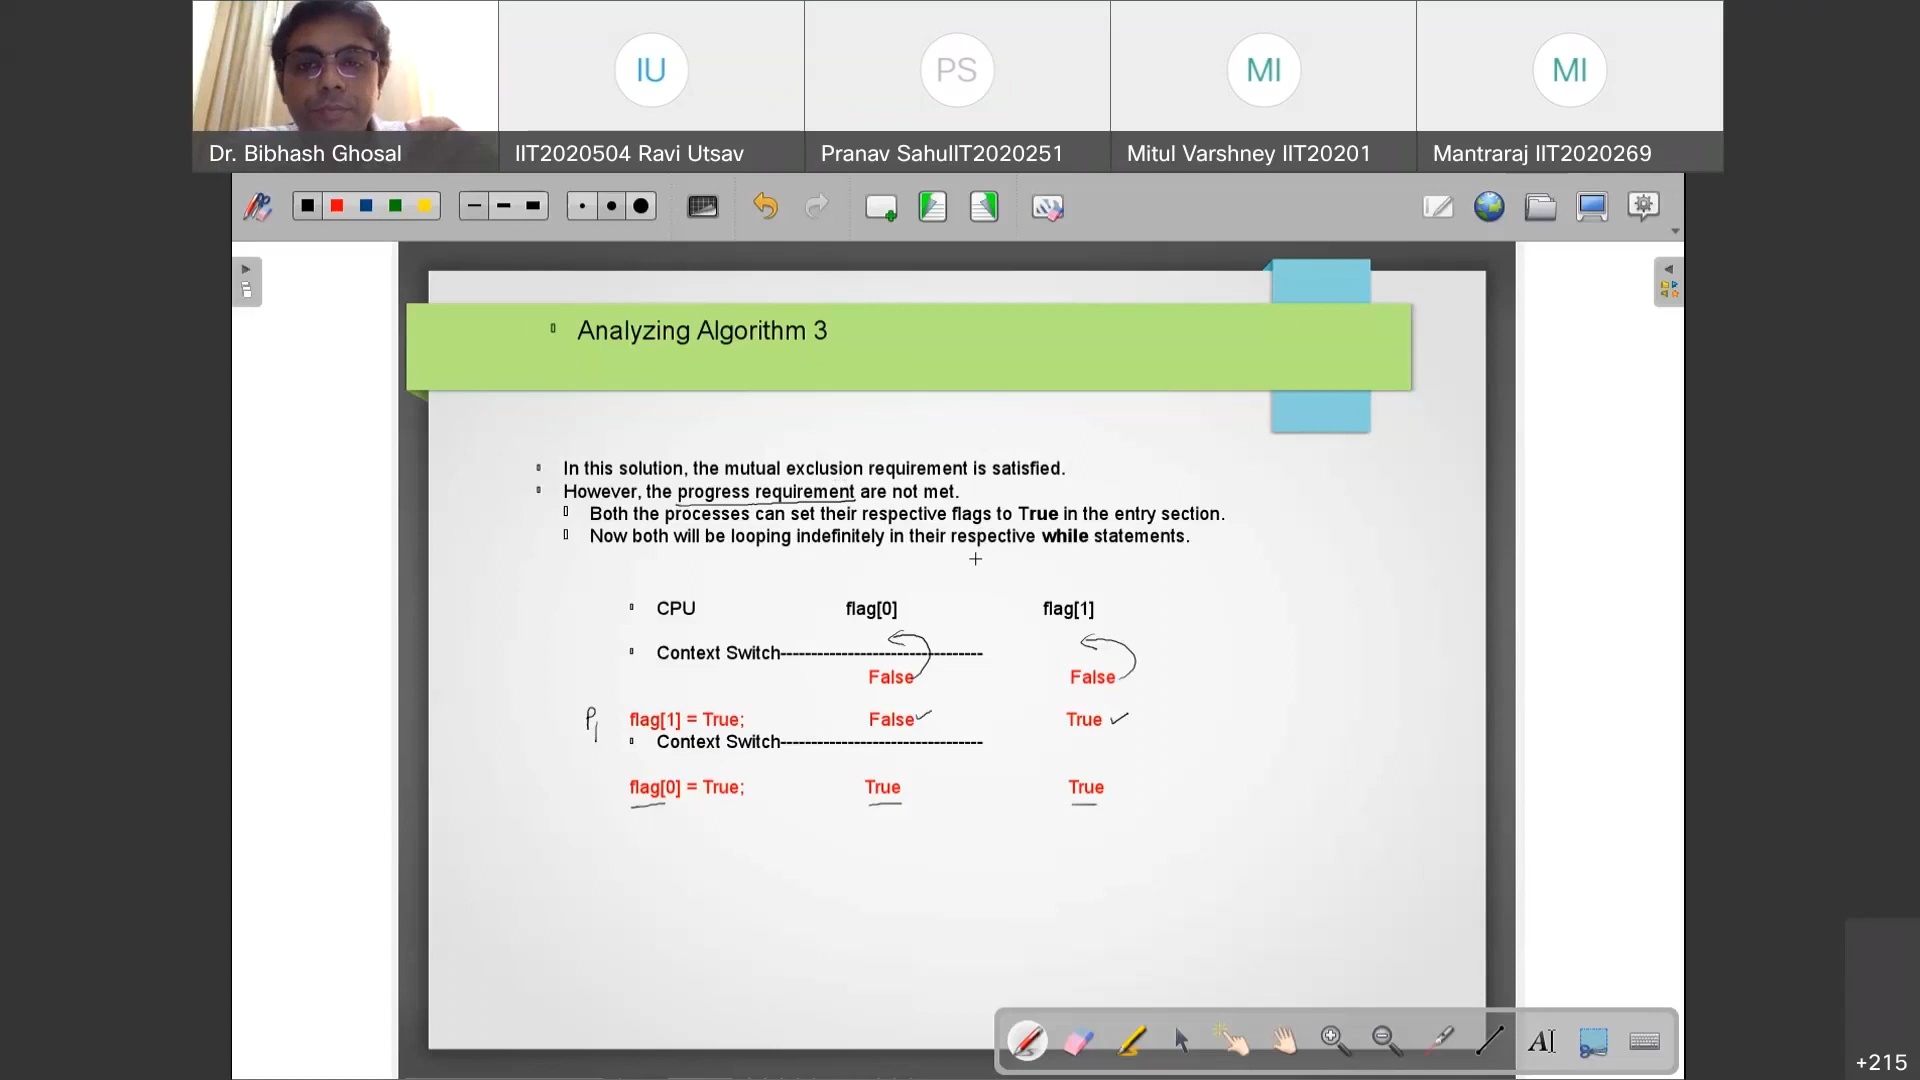 IU
PS
MI
MI
Dr. Bibhash Ghosal
IIT2020504 Ravi Utsav
Pranav SahuIIT2020251
Mitul Varshney IIT20201
Mantraraj IIT2020269
Analyzing Algorithm 3
In this solution, the mutual exclusion requirement is satisfied.
However, the progress requirement are not met.
Both the processes can set their respective flags to True in the entry section.
Now both will be looping indefinitely in their respective while statements.
CPU flag[0] flag[1]
Context Switch---------------------------------
False False
P1 flag[1] = True; False True
Context Switch---------------------------------
flag[0] = True; True True
AI
+215